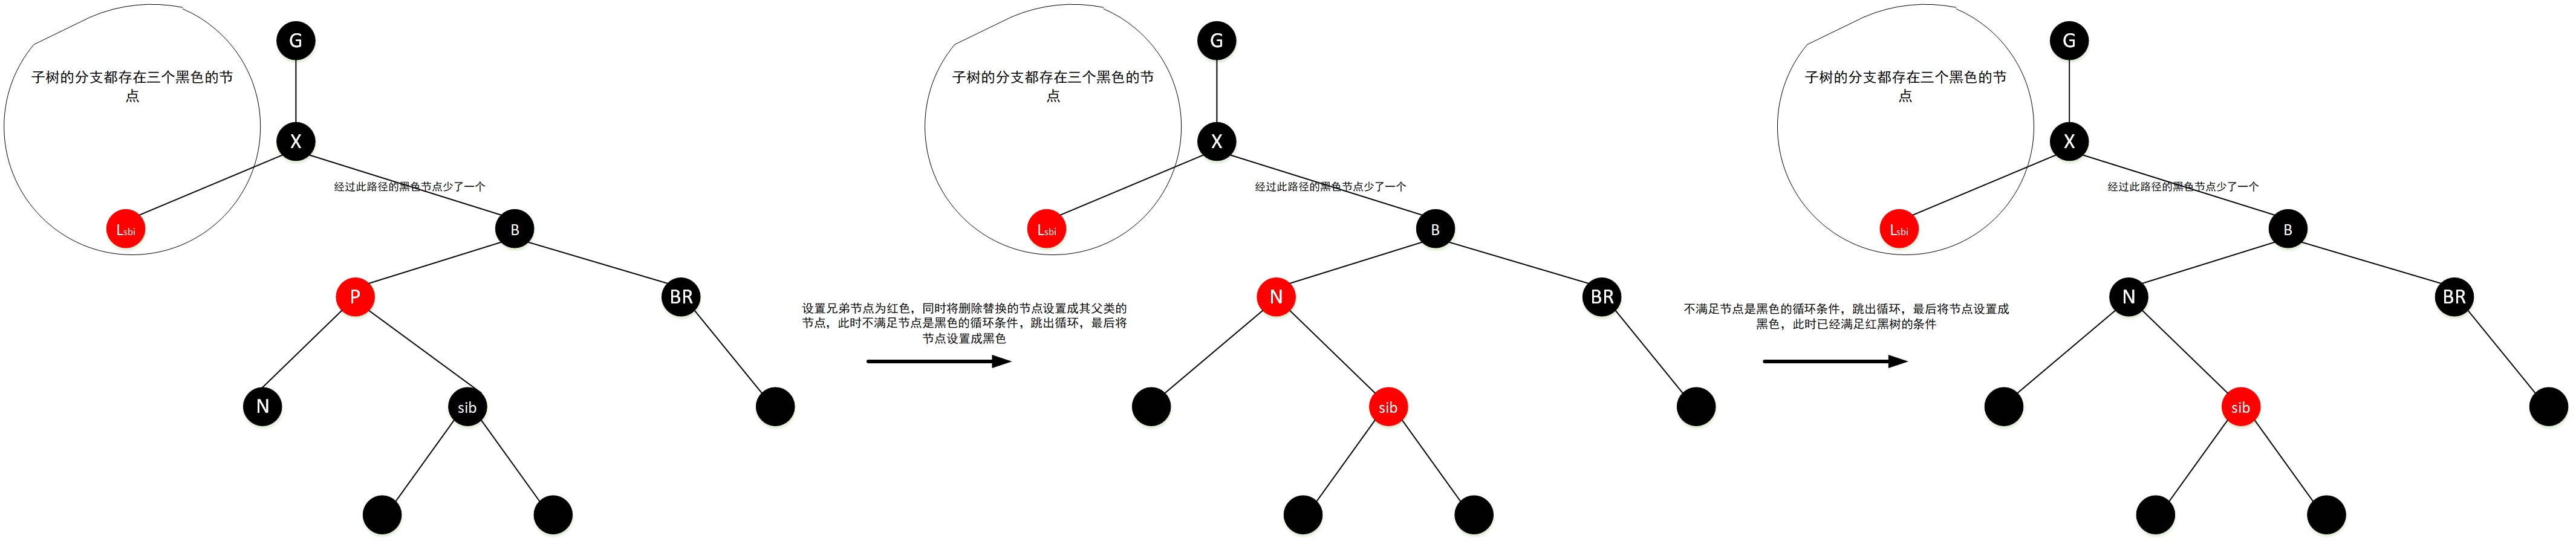 G
子树的分支都存在三个黑色的节
点
X
经过此路径的黑色节点少了一个
Lsbi
B
P
BR
N
sib
设置兄弟节点为红色，同时将删除替换的节点设置成其父类的
节点，此时不满足节点是黑色的循环条件，跳出循环，最后将
节点设置成黑色
G
子树的分支都存在三个黑色的节
点
X
经过此路径的黑色节点少了一个
Lsbi
B
N
BR
sib
不满足节点是黑色的循环条件，跳出循环，最后将节点设置成
黑色，此时已经满足红黑树的条件
G
子树的分支都存在三个黑色的节
点
X
经过此路径的黑色节点少了一个
Lsbi
B
N
BR
sib